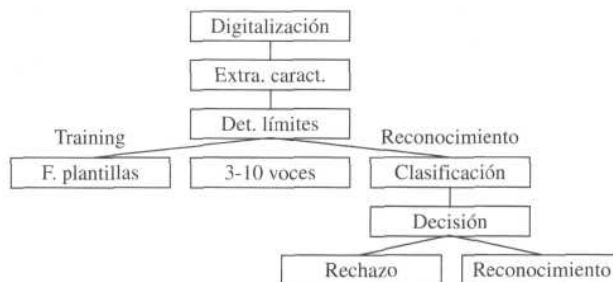 Digitalización
Extra. caract.
Det. límites
Training
Reconocimiento
F. plantillas
3-10 voces
Clasificación
Decisión
Rechazo
Reconocimiento